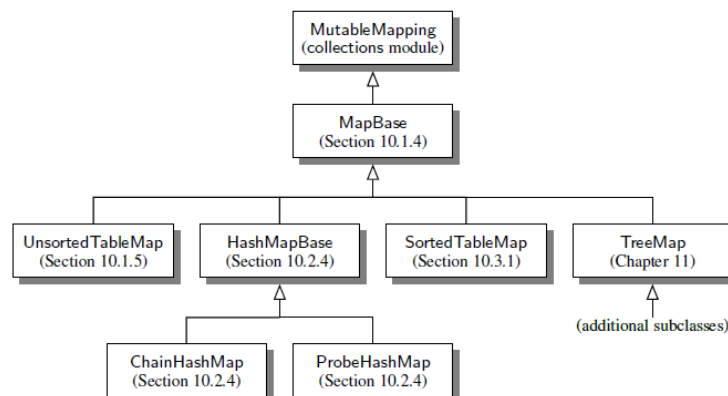 MutableMapping
(collections module)
MapBase
(Section 10.1.4)
UnsortedTableMap
(Section 10.1.5)
HashMapBase
(Section 10.2.4)
SortedTableMap
(Section 10.3.1)
TreeMap
(Chapter 11)
(additional subclasses)
ChainHashMap
(Section 10.2.4)
ProbeHashMap
(Section 10.2.4)